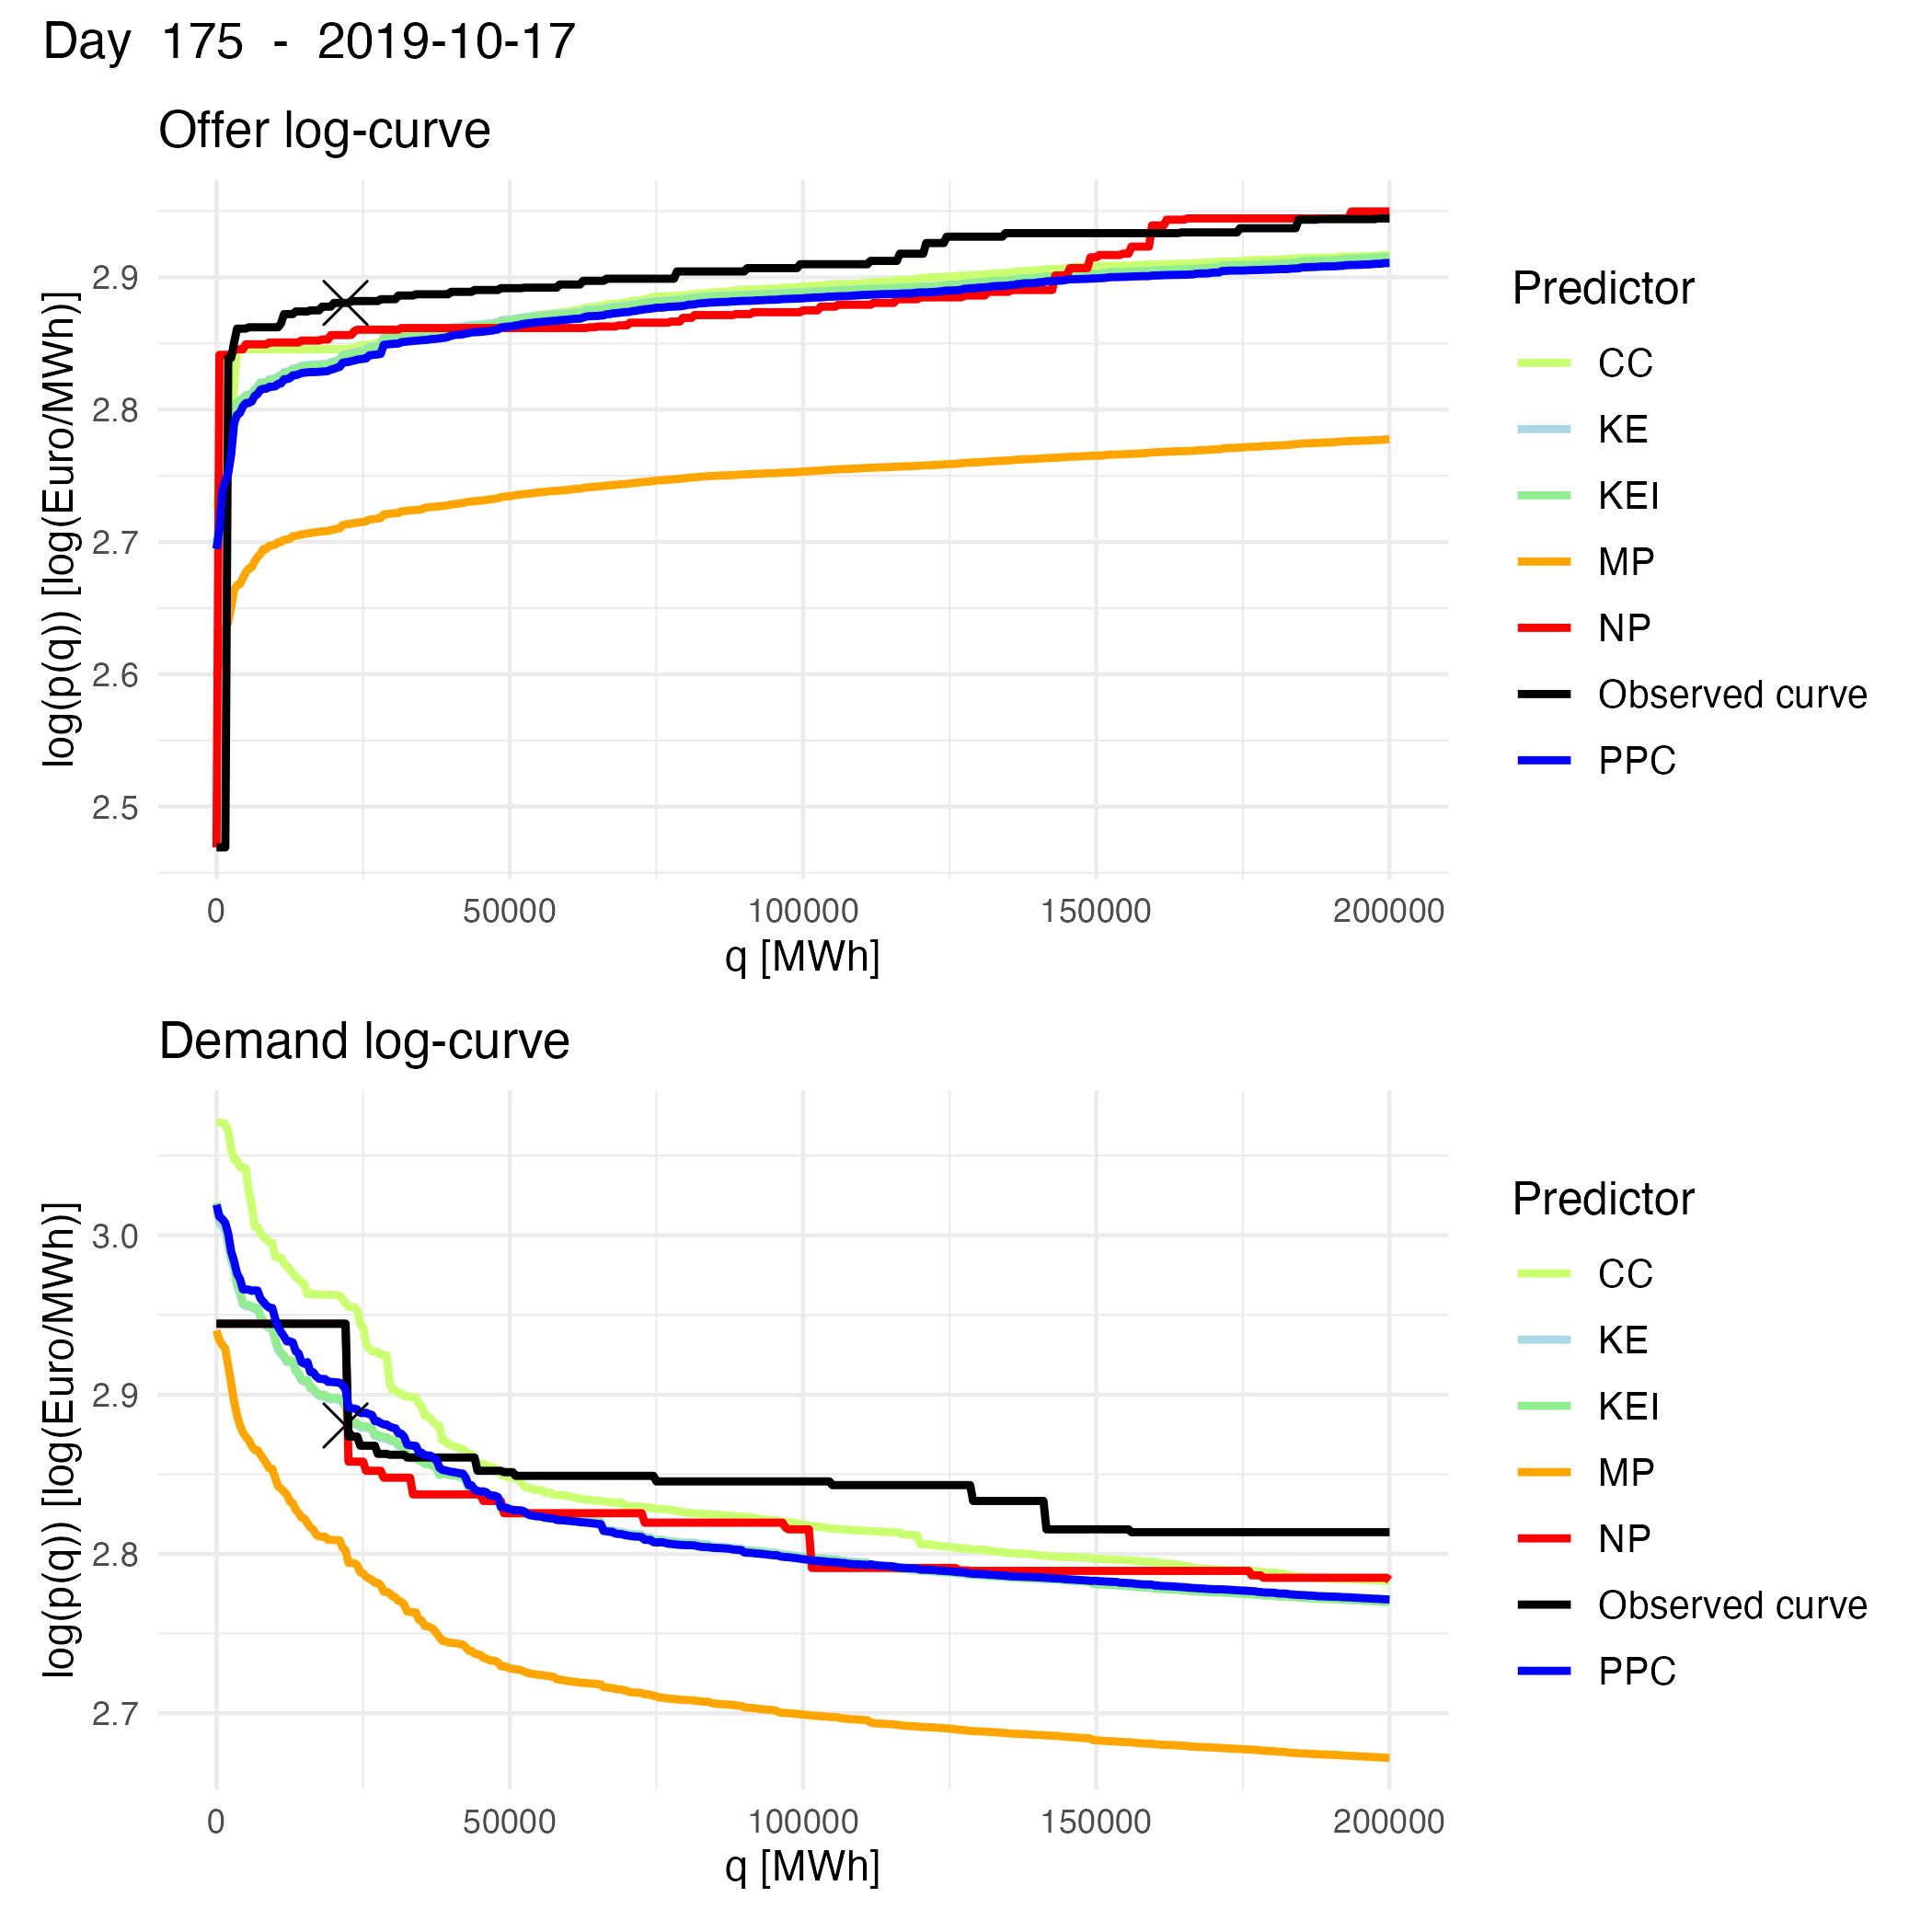 Day 175 - 2019-10-17
Offer log-curve
log(p(q)) [log(Euro/MWh)]
2.9
2.8
2.7
2.6
2.5
0 50000 100000 150000 200000
q [MWh]
Predictor
CC
KE
KEI
MP
NP
Observed curve
PPC
Demand log-curve
log(p(q)) [log(Euro/MWh)]
3.0
2.9
2.8
2.7
0 50000 100000 150000 200000
q [MWh]
Predictor
CC
KE
KEI
MP
NP
Observed curve
PPC